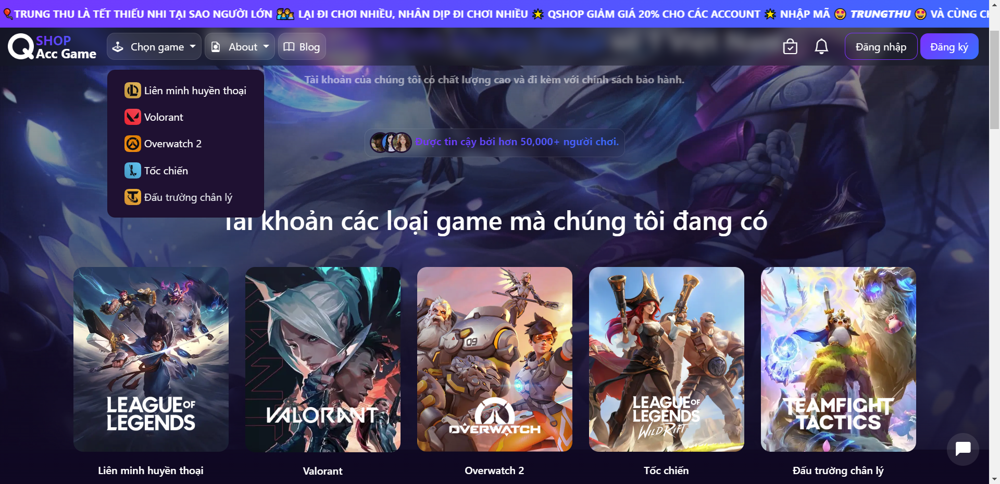 TRUNG THU LÀ TẾT THIẾU NHI TẠI SAO NGƯỜI LỚN LẠI ĐI CHƠI NHIỀU, NHÂN DỊP ĐI CHƠI NHIỀU QSHOP GIẢM GIÁ 20% CHO CÁC ACCOUNT NHẬP MÃ TRUNGTHU VÀ CÙNG
SHOP
Acc Game
Chọn game
About
Blog
Đăng nhập
Đăng ký
Tài khoản của chúng tôi có chất lượng cao và đi kèm với chính sách bảo hành.
Liên minh huyền thoại
Volorant
Overwatch 2
Tốc chiến
Đấu trường chân lý
Được tin cậy bởi hơn 50,000+ người chơi.
Tài khoản các loại game mà chúng tôi đang có
LEAGUE OF
LEGENDS
VALORANT
09
OVERWATCH
LEAGUE OF
LEGENDS
WILD RIFT
TEAMFIGHT
TACTICS
Liên minh huyền thoại
Valorant
Overwatch 2
Tốc chiến
Đấu trường chân lý